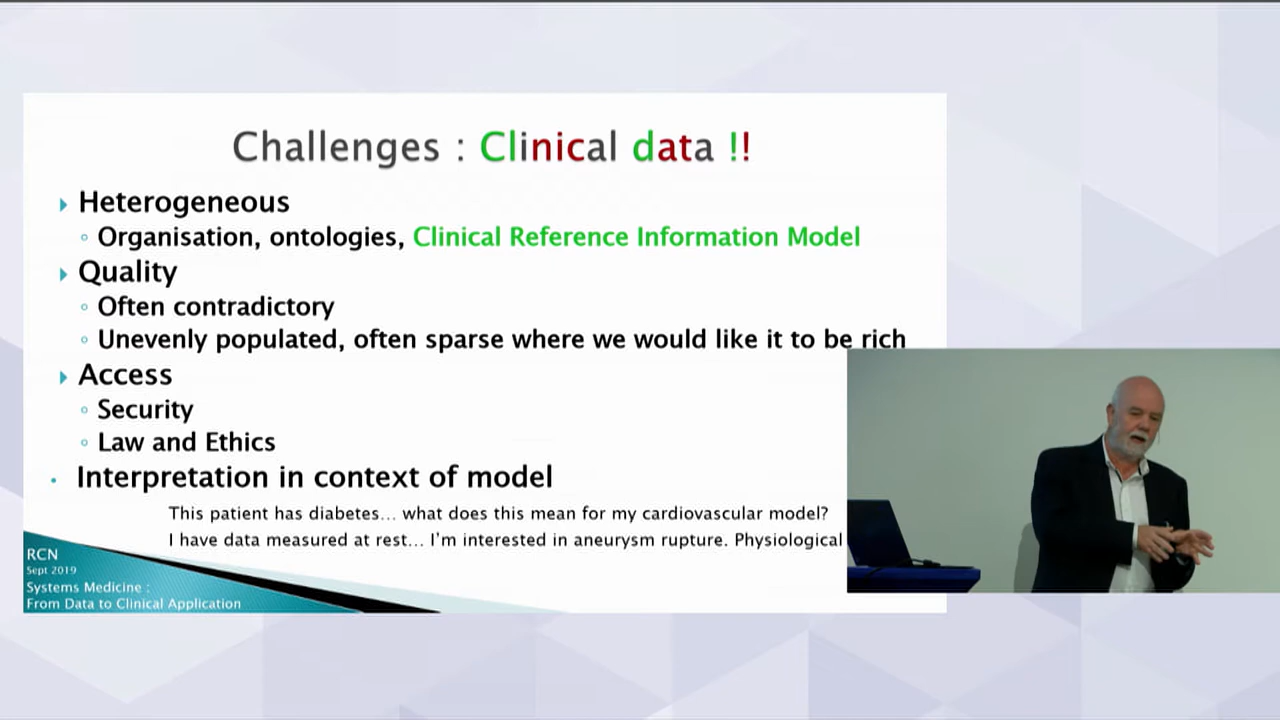 Challenges : Clinical data !!
Heterogeneous
Organisation, ontologies, Clinical Reference Information Model
Quality
Often contradictory
Unevenly populated, often sparse where we would like it to be rich
Access
Security
Law and Ethics
Interpretation in context of model
This patient has diabetes... what does this mean for my cardiovascular model?
I have data measured at rest... I'm interested in aneurysm rupture. Physiological
RCN
Sept 2019
Systems Medicine :
From Data to Clinical Application